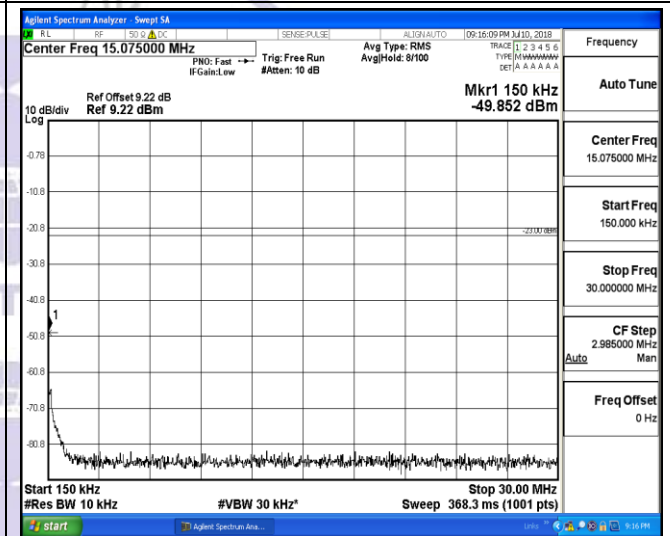 Agilent Spectrum Analyzer - Swept SA
RL RF 50 Ω DC SENSE:PULSE ALIGN AUTO 09:16:09 PM Jul 10, 2018
Center Freq 15.075000 MHz
PNO: Fast Trig: Free Run
IFGain:Low #Atten: 10 dB
Avg Type: RMS
Avg|Hold: 8/100
TRACE 1 2 3 4 5 6
TYPE M WWWWW
DET A A A A A A
Frequency
Mkr1 150 kHz
-49.852 dBm
Ref Offset 9.22 dB
10 dB/div Ref 9.22 dBm
Log
-0.78
-10.8
-20.8
-23.00 dBm
-30.8
-40.8
1
-50.8
-60.8
-70.8
-80.8
Start 150 kHz Stop 30.00 MHz
#Res BW 10 kHz #VBW 30 kHz* Sweep 368.3 ms (1001 pts)
Auto Tune
Center Freq
15.075000 MHz
Start Freq
150.000 kHz
Stop Freq
30.000000 MHz
CF Step
2.985000 MHz
Auto Man
Freq Offset
0 Hz
start Agilent Spectrum Ana... Links » 9:16 PM